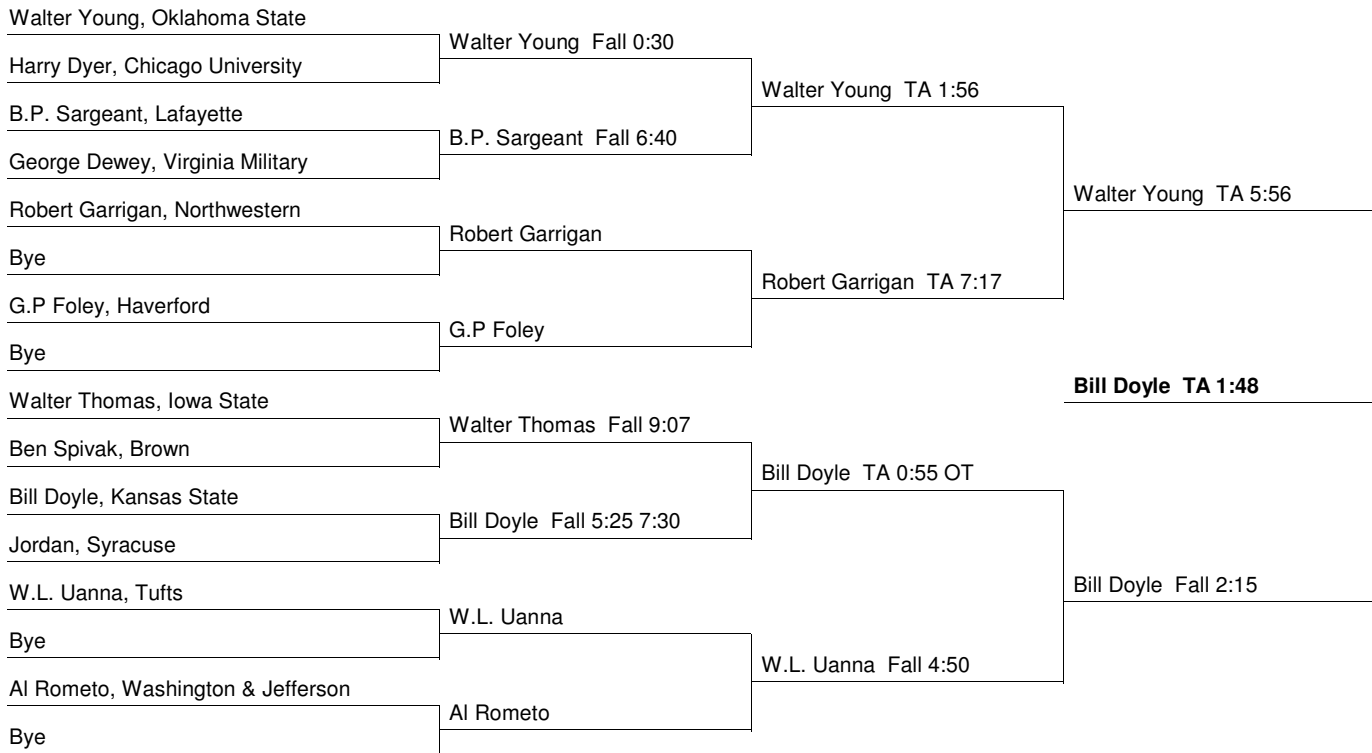 Walter Young, Oklahoma State
Harry Dyer, Chicago University
B.P. Sargeant, Lafayette
George Dewey, Virginia Military
Robert Garrigan, Northwestern
Bye
G.P Foley, Haverford
Bye
Walter Thomas, Iowa State
Ben Spivak, Brown
Bill Doyle, Kansas State
Jordan, Syracuse
W.L. Uanna, Tufts
Bye
Al Rometo, Washington & Jefferson
Bye
Walter Young Fall 0:30
B.P. Sargeant Fall 6:40
Robert Garrigan
G.P Foley
Walter Thomas Fall 9:07
Bill Doyle Fall 5:25 7:30
W.L. Uanna
Al Rometo
Walter Young TA 1:56
Robert Garrigan TA 7:17
Bill Doyle TA 0:55 OT
W.L. Uanna Fall 4:50
Walter Young TA 5:56
Bill Doyle TA 1:48
Bill Doyle Fall 2:15